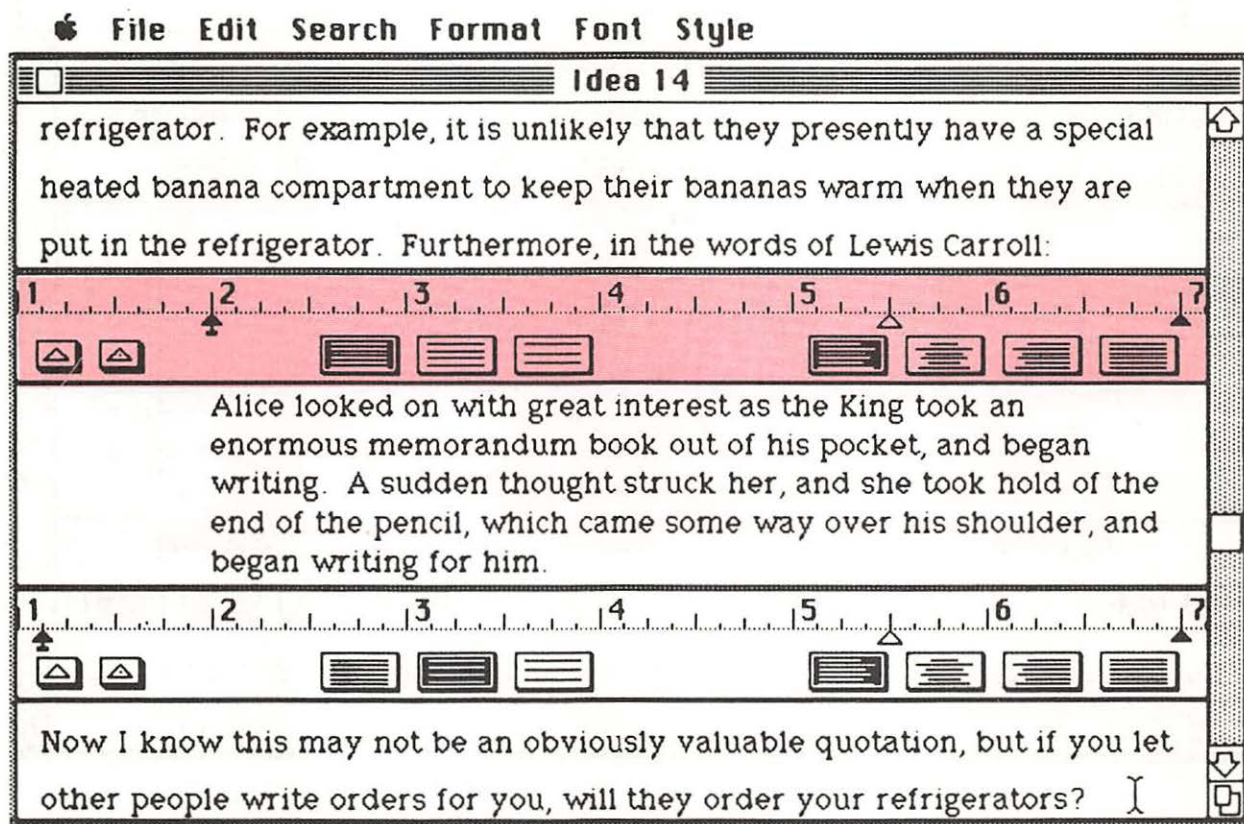 File Edit Search Format Font Style
Idea 14
refrigerator. For example, it is unlikely that they presently have a special
heated banana compartment to keep their bananas warm when they are
put in the refrigerator. Furthermore, in the words of Lewis Carroll:
1 2 3 4 5 6 7
Alice looked on with great interest as the King took an
enormous memorandum book out of his pocket, and began
writing. A sudden thought struck her, and she took hold of the
end of the pencil, which came some way over his shoulder, and
began writing for him.
1 2 3 4 5 6 7
Now I know this may not be an obviously valuable quotation, but if you let
other people write orders for you, will they order your refrigerators?